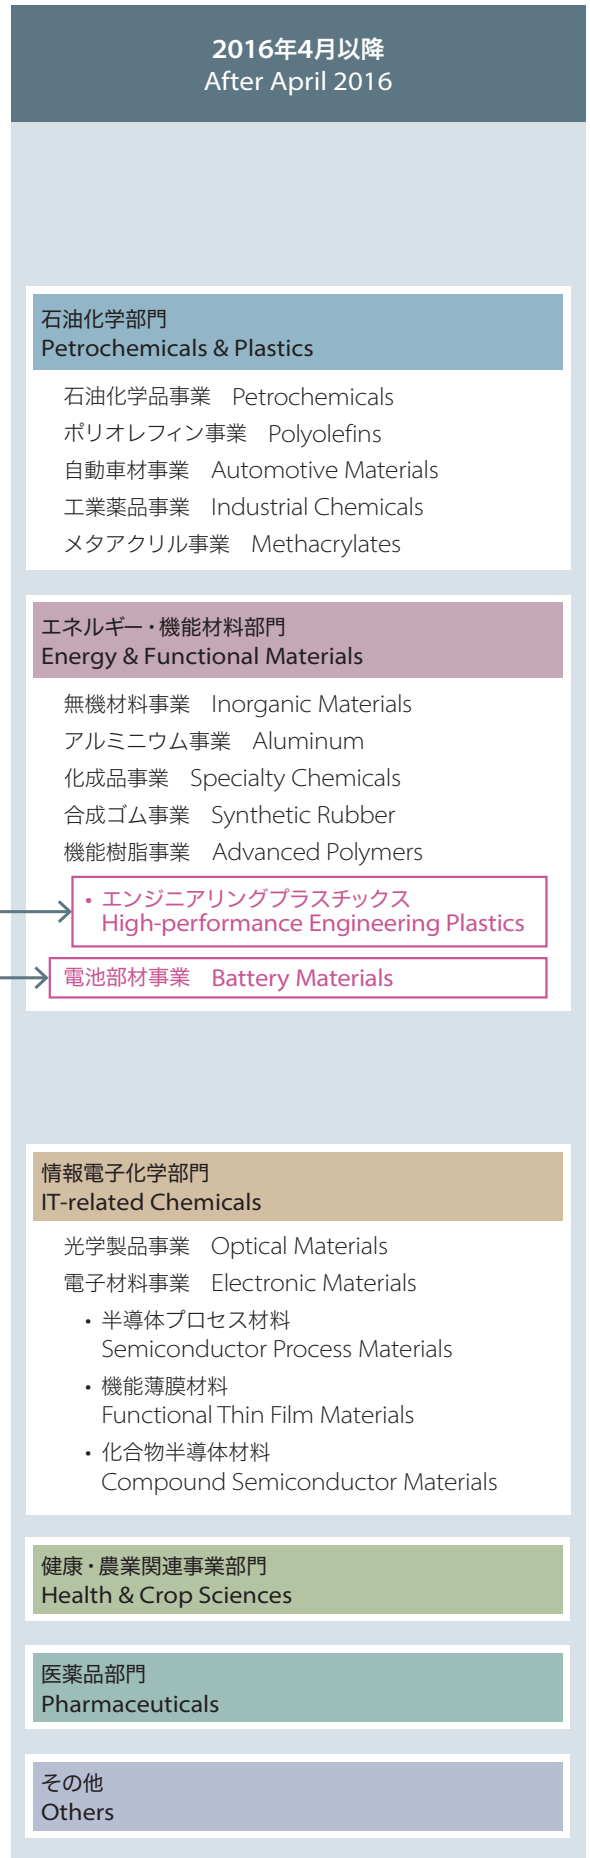 2016年4月以降
After April 2016
石油化学部門
Petrochemicals & Plastics
石油化学品事業 Petrochemicals
ポリオレフィン事業 Polyolefins
自動車材事業 Automotive Materials
工業薬品事業 Industrial Chemicals
メタアクリル事業 Methacrylates
エネルギー・機能材料部門
Energy & Functional Materials
無機材料事業 Inorganic Materials
アルミニウム事業 Aluminum
化成品事業 Specialty Chemicals
合成ゴム事業 Synthetic Rubber
機能樹脂事業 Advanced Polymers
・エンジニアリングプラスチックス
High-performance Engineering Plastics
電池部材事業 Battery Materials
情報電子化学部門
IT-related Chemicals
光学製品事業 Optical Materials
電子材料事業 Electronic Materials
・半導体プロセス材料
Semiconductor Process Materials
・機能薄膜材料
Functional Thin Film Materials
・化合物半導体材料
Compound Semiconductor Materials
健康・農業関連事業部門
Health & Crop Sciences
医薬品部門
Pharmaceuticals
その他
Others